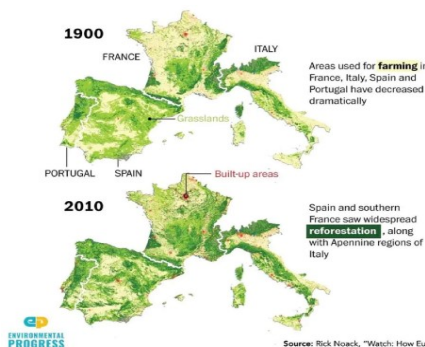 1900
FRANCE
ITALY
Areas used for farming in
France, Italy, Spain and
Portugal have decreased
dramatically
Grasslands
PORTUGAL
SPAIN
Built-up areas
2010
Spain and southern
France saw widespread
reforestation, along
with Apennine regions of
Italy
ep
ENVIRONMENTAL
PROGRESS
Source: Rick Noack, "Watch: How Eu